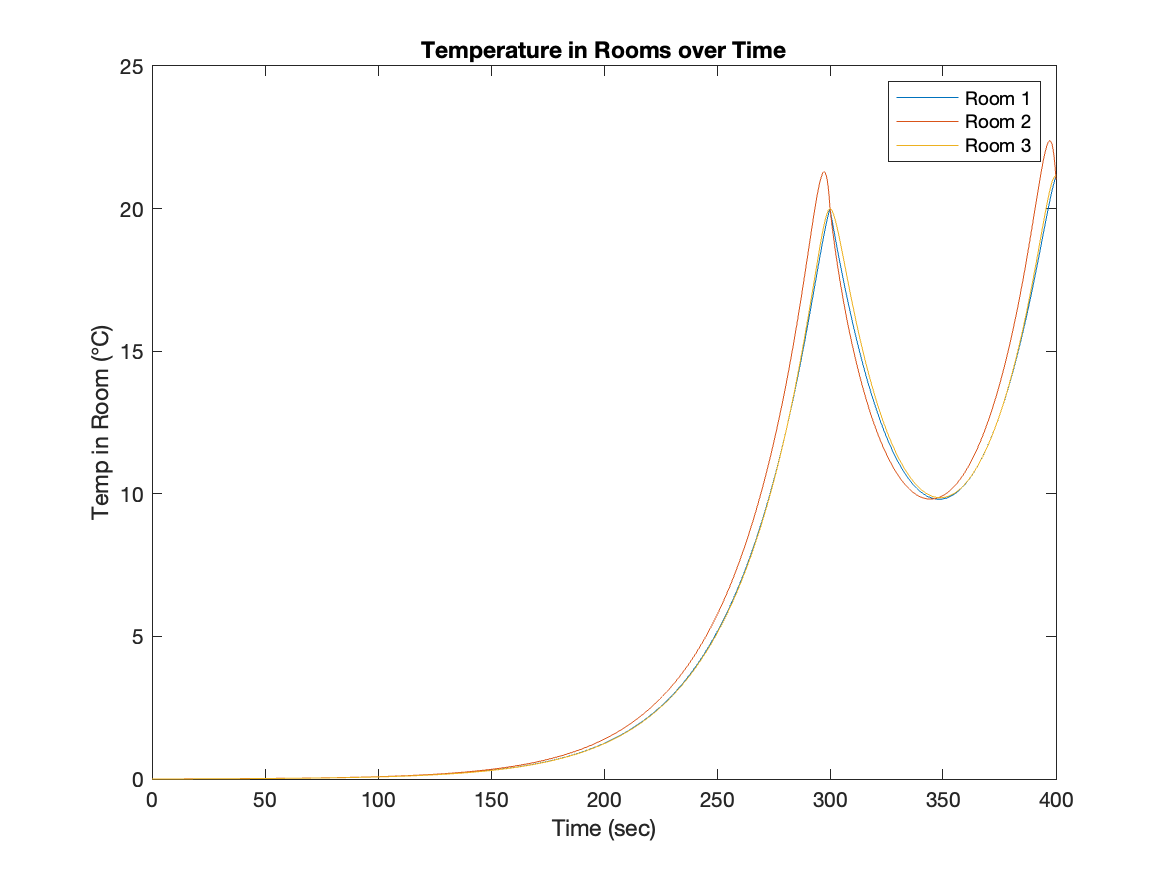 Temperature in Rooms over Time
25
20
15
10
5
0
Temp in Room (°C)
Room 1
Room 2
Room 3
0 50 100 150 200 250 300 350 400
Time (sec)